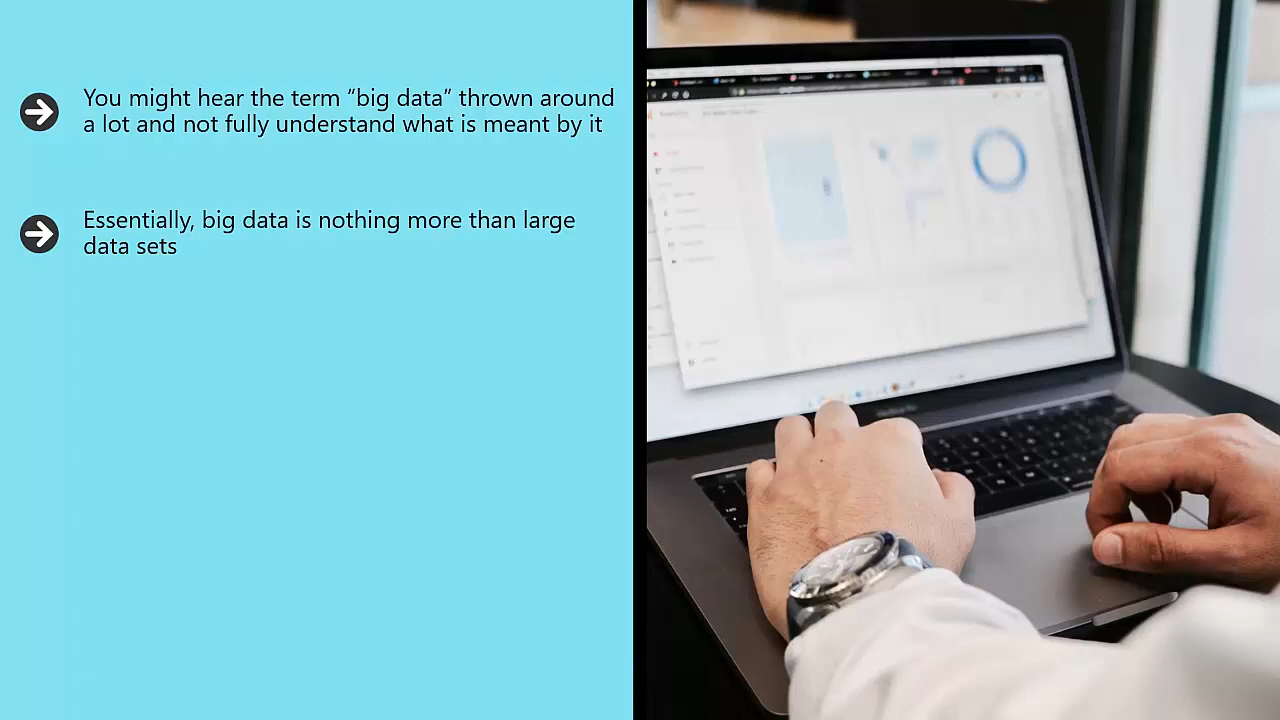 You might hear the term “big data” thrown around
a lot and not fully understand what is meant by it
Essentially, big data is nothing more than large
data sets